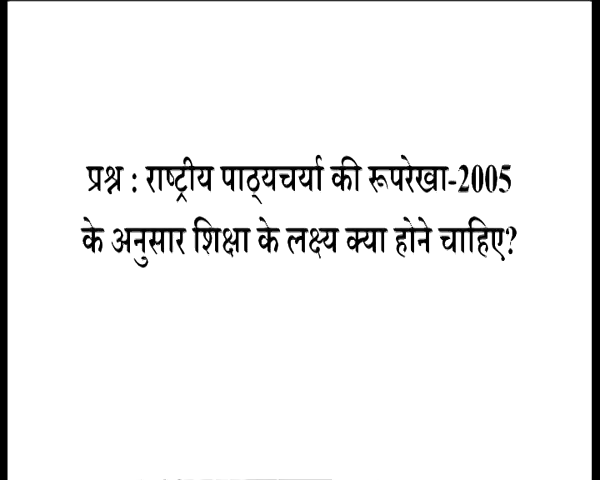 प्रश्न : राष्ट्रीय पाठ्यचर्या की रूपरेखा-2005
के अनुसार शिक्षा के लक्ष्य क्या होने चाहिए?